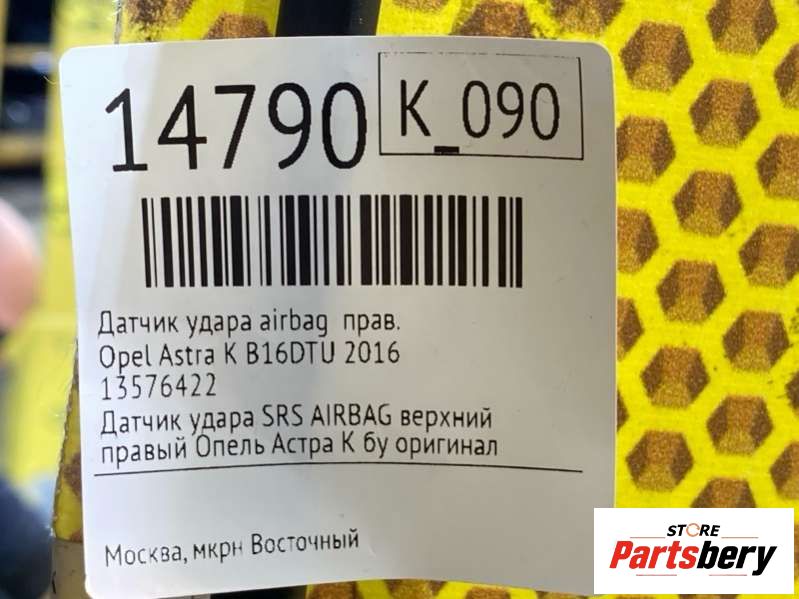 14790
K_090
Датчик удара airbag прав.
Opel Astra K B16DTU 2016
13576422
Датчик удара SRS AIRBAG верхний
правый Опель Астра К бу оригинал
Москва, мкрн Восточный
STORE
Partsbery